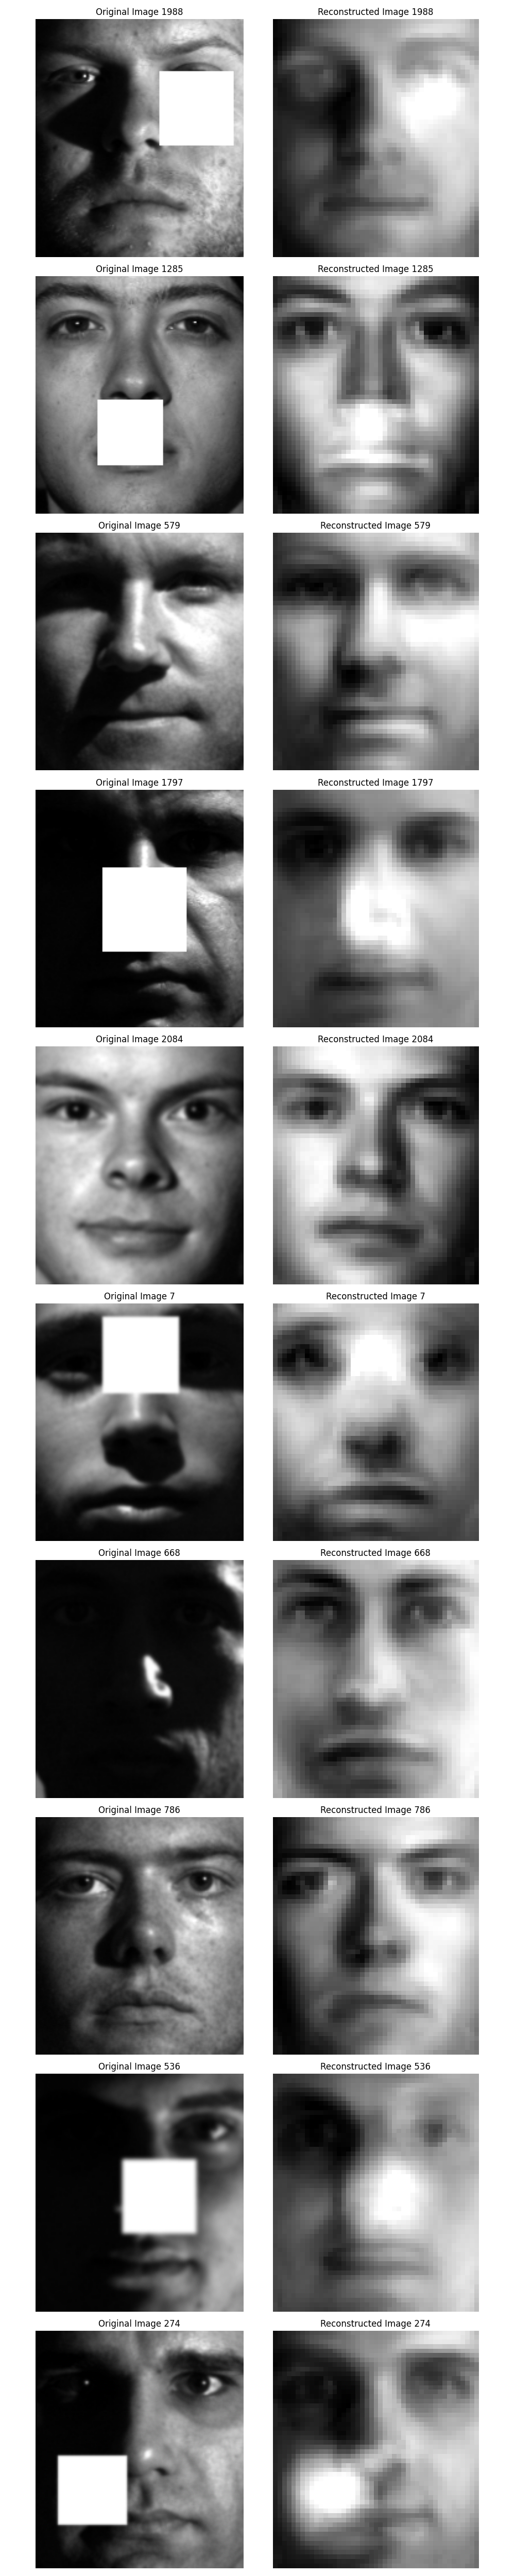 Original Image 1988
Reconstructed Image 1988
Original Image 1285
Reconstructed Image 1285
Original Image 579
Reconstructed Image 579
Original Image 1797
Reconstructed Image 1797
Original Image 2084
Reconstructed Image 2084
Original Image 7
Reconstructed Image 7
Original Image 668
Reconstructed Image 668
Original Image 786
Reconstructed Image 786
Original Image 536
Reconstructed Image 536
Original Image 274
Reconstructed Image 274